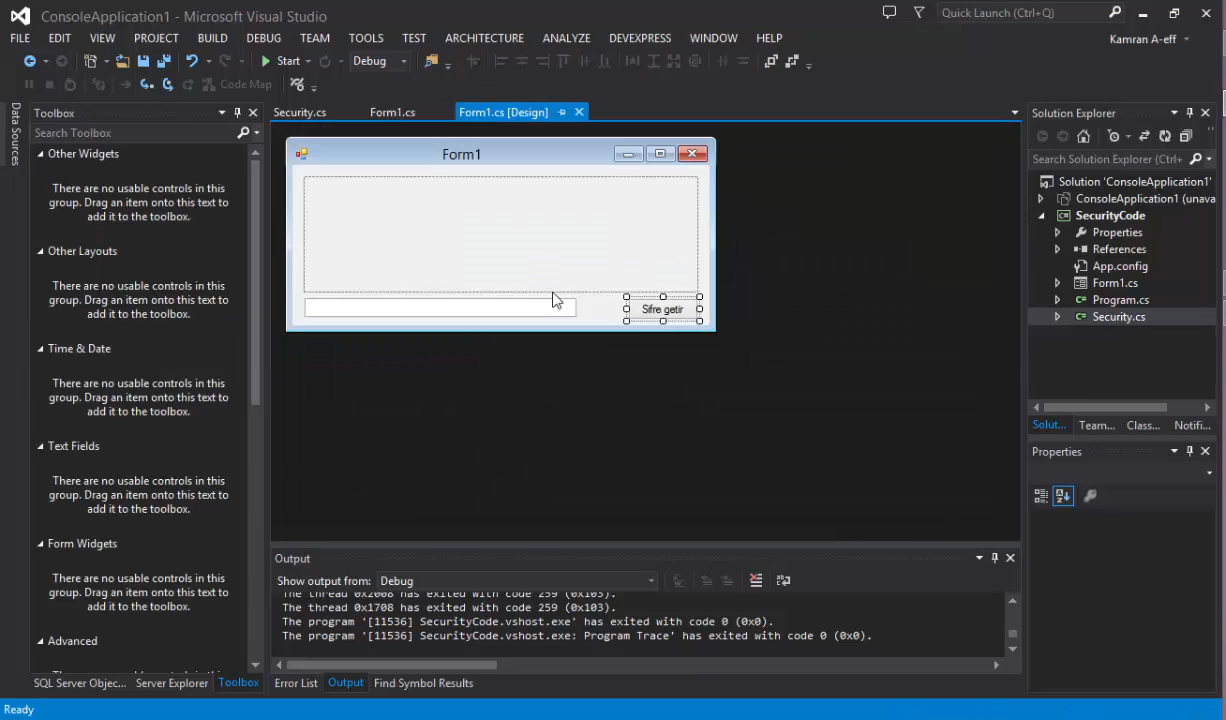 ConsoleApplication1 - Microsoft Visual Studio
Quick Launch (Ctrl+Q)
FILE EDIT VIEW PROJECT BUILD DEBUG TEAM TOOLS TEST ARCHITECTURE ANALYZE DEVEXPRESS WINDOW HELP Kamran A-eff
Start Debug
Code Map
Data Sources
Toolbox
Search Toolbox
Other Widgets
There are no usable controls in this
group. Drag an item onto this text to
add it to the toolbox.
Other Layouts
There are no usable controls in this
group. Drag an item onto this text to
add it to the toolbox.
Time & Date
There are no usable controls in this
group. Drag an item onto this text to
add it to the toolbox.
Text Fields
There are no usable controls in this
group. Drag an item onto this text to
add it to the toolbox.
Form Widgets
There are no usable controls in this
group. Drag an item onto this text to
add it to the toolbox.
Advanced
SQL Server Objec... Server Explorer Toolbox
Security.cs Form1.cs Form1.cs [Design]
Form1
Sifre getir
Output
Show output from: Debug
The thread 0x2008 has exited with code 259 (0x103).
The thread 0x1708 has exited with code 259 (0x103).
The program '[11536] SecurityCode.vshost.exe' has exited with code 0 (0x0).
The program '[11536] SecurityCode.vshost.exe: Program Trace' has exited with code 0 (0x0).
Error List Output Find Symbol Results
Solution Explorer
Search Solution Explorer (Ctrl+
Solution 'ConsoleApplication1'
ConsoleApplication1 (unava
SecurityCode
Properties
References
App.config
Form1.cs
Program.cs
Security.cs
Solut... Team... Class... Notifi...
Properties
Ready